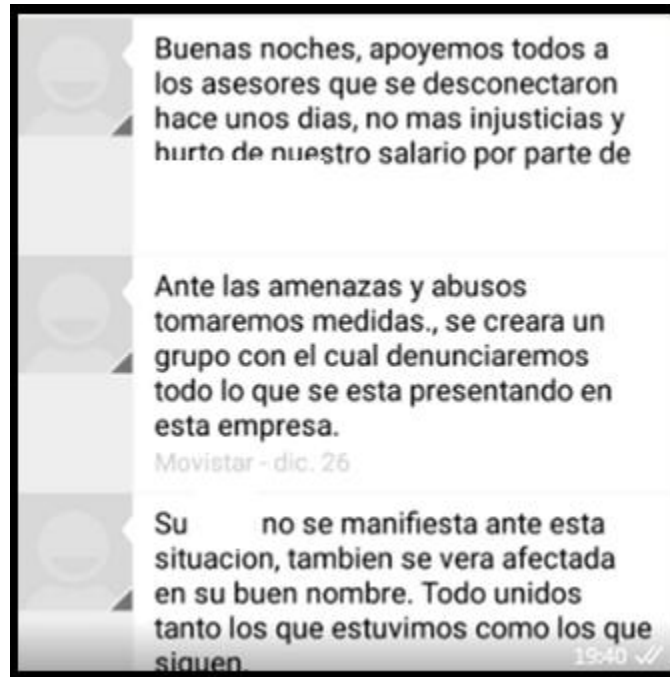 Buenas noches, apoyemos todos a
los asesores que se desconectaron
hace unos dias, no mas injusticias y
hurto de nuestro salario por parte de
Ante las amenazas y abusos
tomaremos medidas., se creara un
grupo con el cual denunciaremos
todo lo que se esta presentando en
esta empresa.
Movistar - dic. 26
Su no se manifiesta ante esta
situacion, tambien se vera afectada
en su buen nombre. Todo unidos
tanto los que estuvimos como los que
siguen.
19:40